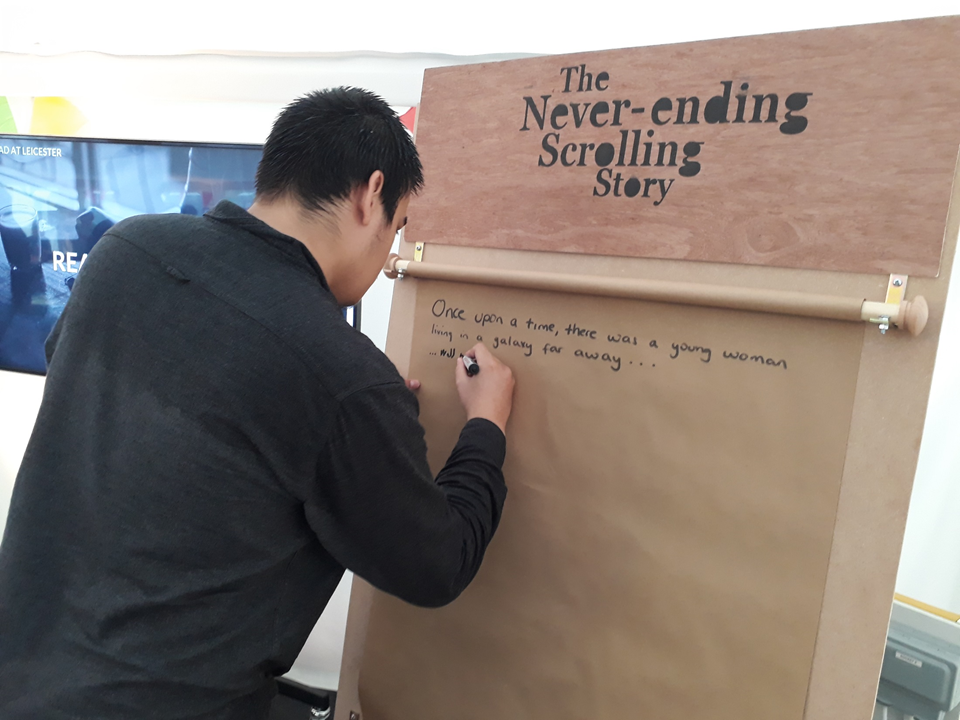 AD AT LEICESTER
REA
The
Never-ending
Scrolling
Story
Once upon a time, there was a young woman
living in a galaxy far away...
...